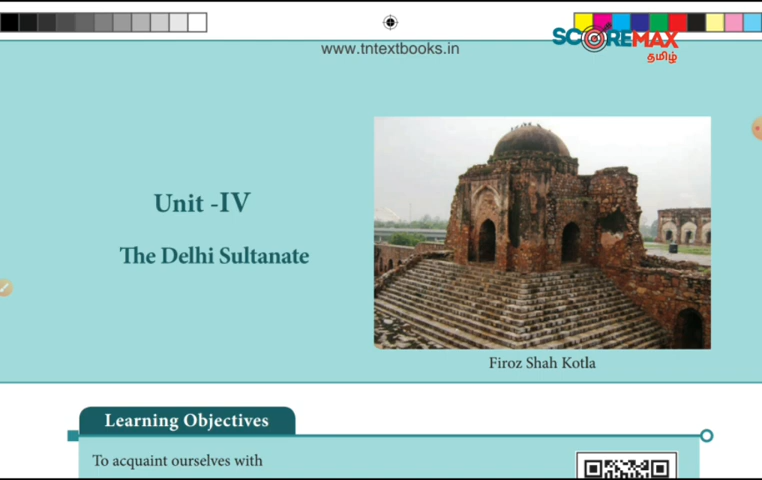 SCOREMAX
தமிழ்
www.tntextbooks.in
Unit -IV
The Delhi Sultanate
Firoz Shah Kotla
Learning Objectives
To acquaint ourselves with